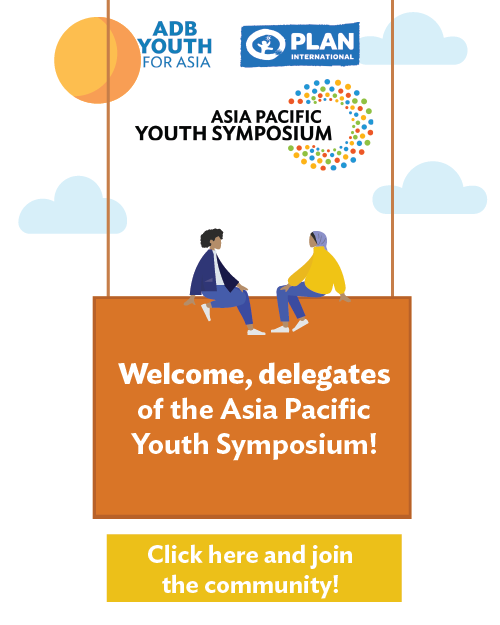 ADB
YOUTH
FOR ASIA
PLAN
INTERNATIONAL
ASIA PACIFIC
YOUTH SYMPOSIUM
Welcome, delegates
of the Asia Pacific
Youth Symposium!
Click here and join
the community!